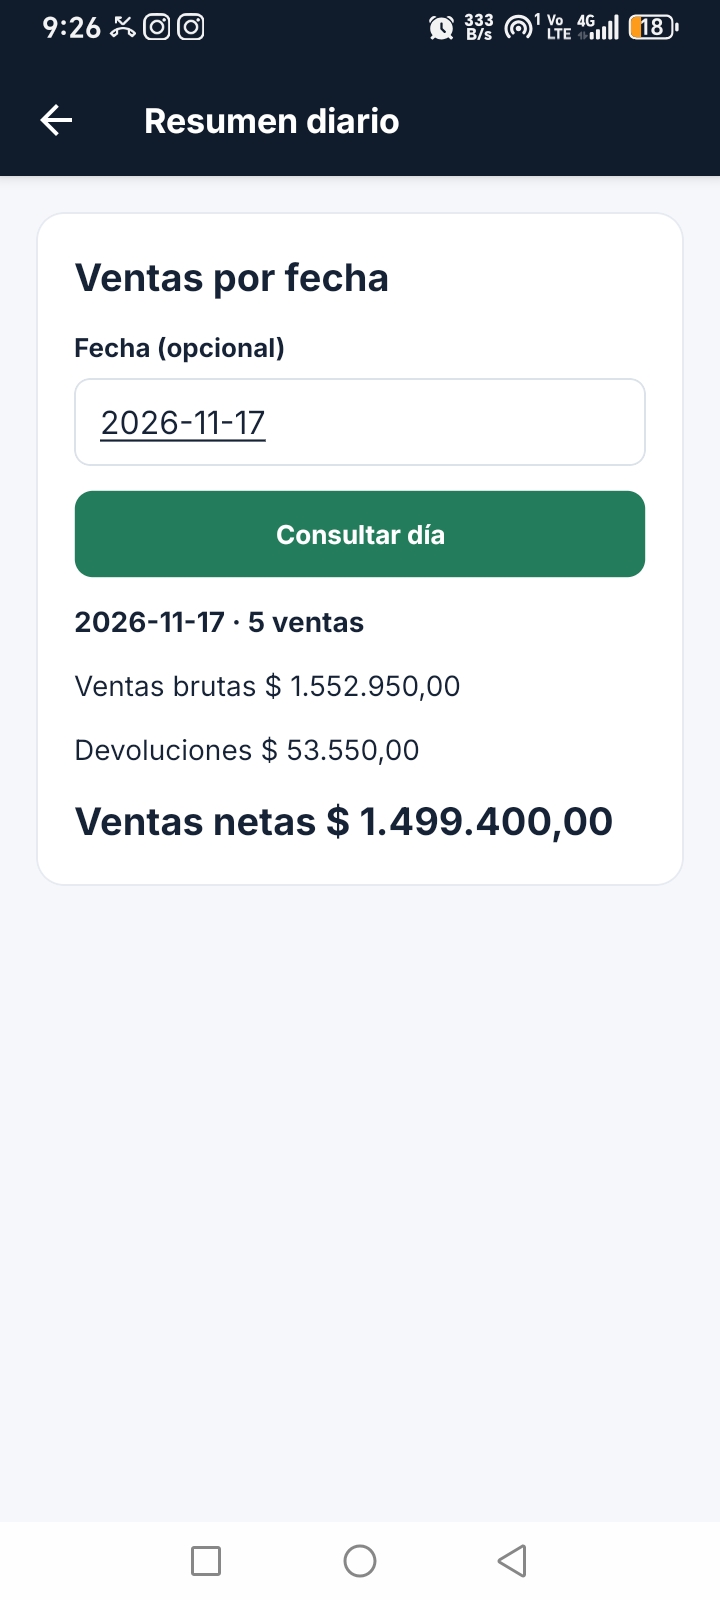 9:26
333 B/s 1 Vo LTE 4G 18
Resumen diario
Ventas por fecha
Fecha (opcional)
2026-11-17
Consultar día
2026-11-17 · 5 ventas
Ventas brutas $ 1.552.950,00
Devoluciones $ 53.550,00
Ventas netas $ 1.499.400,00